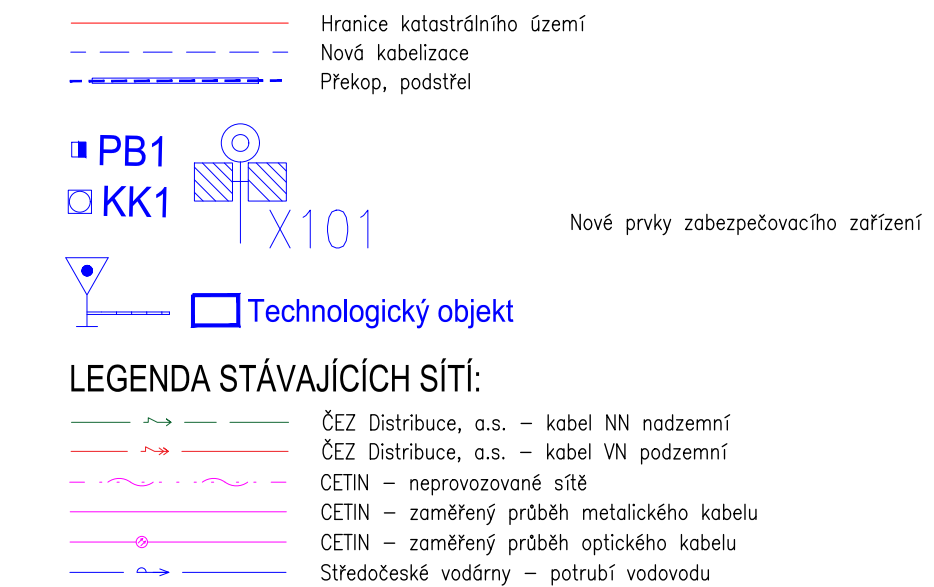 Hranice katastrálního území
Nová kabelizace
Překop, podstřel
PB1
KK1
X101
Nové prvky zabezpečovacího zařízení
Technologický objekt
LEGENDA STÁVAJÍCÍCH SÍTÍ:
ČEZ Distribuce, a.s. – kabel NN nadzemní
ČEZ Distribuce, a.s. – kabel VN podzemní
CETIN – neprovozované sítě
CETIN – zaměřený průběh metalického kabelu
CETIN – zaměřený průběh optického kabelu
Středočeské vodárny – potrubí vodovodu